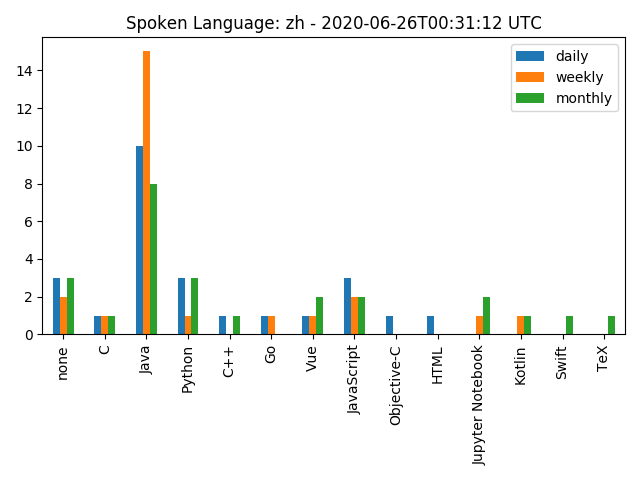 Spoken Language: zh - 2020-06-26T00:31:12 UTC
daily
weekly
monthly
14
12
10
8
6
4
2
0
none
C
Java
Python
C++
Go
Vue
JavaScript
Objective-C
HTML
Jupyter Notebook
Kotlin
Swift
TeX